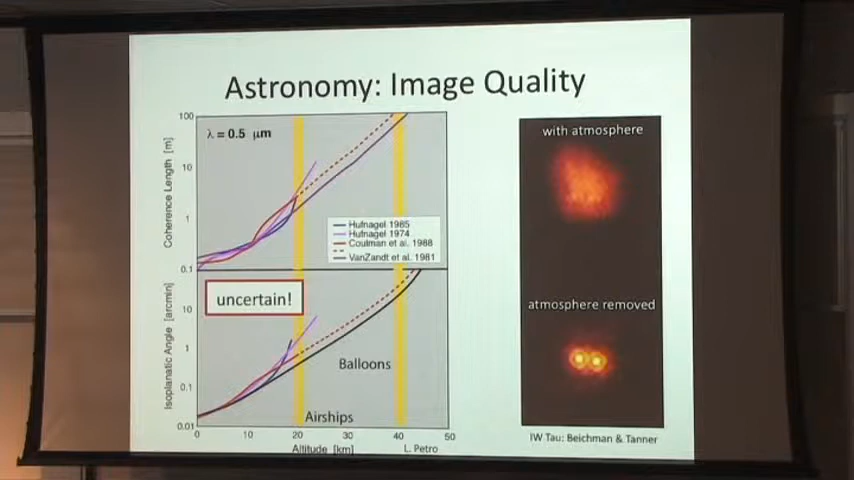 Astronomy: Image Quality
100
10
1
0.1
Coherence Length [m]
λ = 0.5 μm
Hufnagel 1985
Hufnagel 1974
Coulman et al. 1988
VanZandt et al. 1981
10
1
0.1
0.01
Isoplanatic Angle [arcmin]
uncertain!
Balloons
Airships
0 10 20 30 40 50
Altitude [km]
L. Petro
with atmosphere
atmosphere removed
IW Tau: Beichman & Tanner